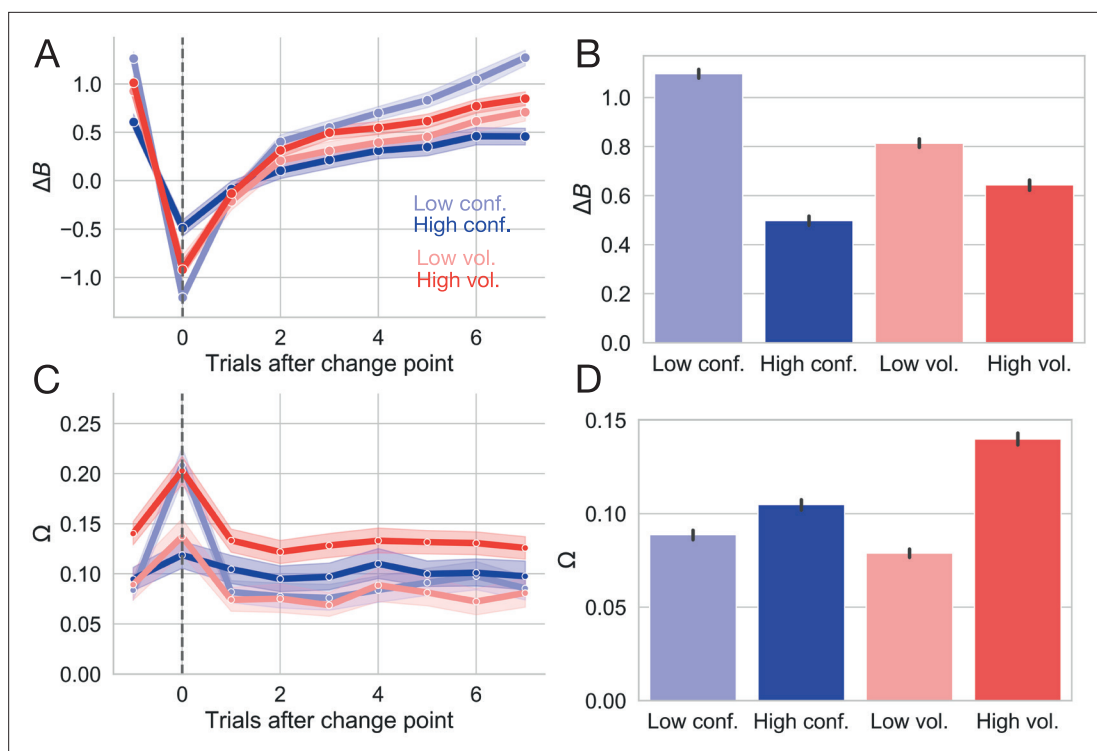 A
1.0
0.5
0.0
−0.5
−1.0
ΔB
Low conf.
High conf.
Low vol.
High vol.
0 2 4 6
Trials after change point
B
1.0
0.8
0.6
0.4
0.2
0.0
ΔB
Low conf. High conf. Low vol. High vol.
C
0.25
0.20
0.15
0.10
0.05
0.00
Ω
0 2 4 6
Trials after change point
D
0.15
0.10
0.05
0.00
Ω
Low conf. High conf. Low vol. High vol.